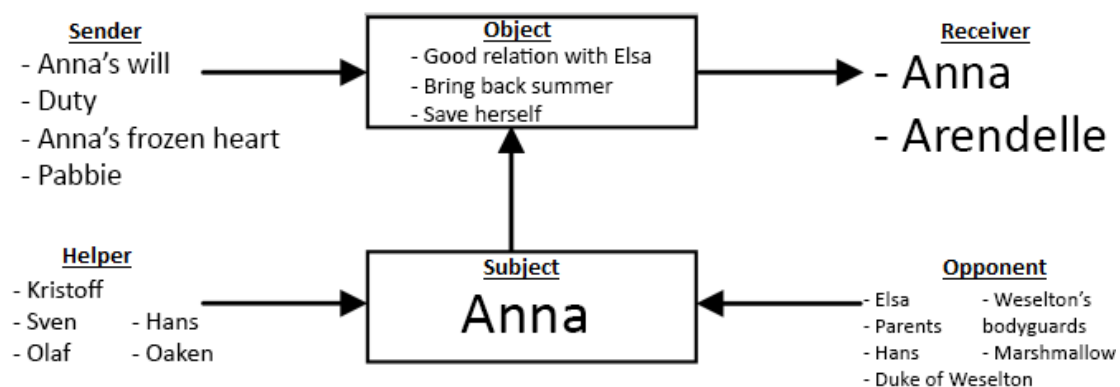 Sender
- Anna's will
- Duty
- Anna's frozen heart
- Pabbie
Object
- Good relation with Elsa
- Bring back summer
- Save herself
Receiver
- Anna
- Arendelle
Helper
- Kristoff
- Sven - Hans
- Olaf - Oaken
Subject
Anna
Opponent
- Elsa - Weselton's
- Parents bodyguards
- Hans - Marshmallow
- Duke of Weselton